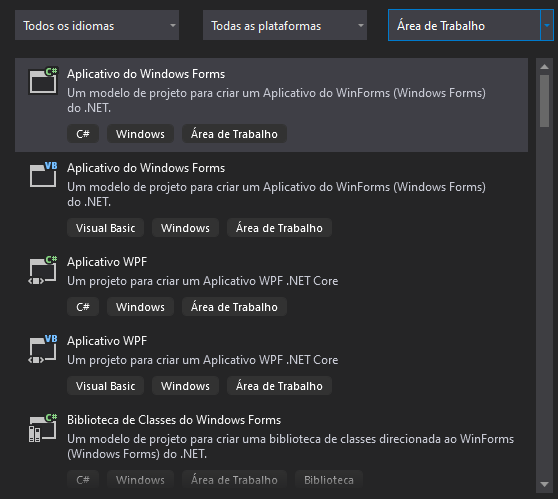 Todos os idiomas Todas as plataformas Área de Trabalho
C# Aplicativo do Windows Forms
Um modelo de projeto para criar um Aplicativo do WinForms (Windows Forms)
do .NET.
C# Windows Área de Trabalho
VB Aplicativo do Windows Forms
Um modelo de projeto para criar um Aplicativo do WinForms (Windows Forms)
do .NET.
Visual Basic Windows Área de Trabalho
C# Aplicativo WPF
Um projeto para criar um Aplicativo WPF .NET Core
C# Windows Área de Trabalho
VB Aplicativo WPF
Um projeto para criar um Aplicativo WPF .NET Core
Visual Basic Windows Área de Trabalho
C# Biblioteca de Classes do Windows Forms
Um modelo de projeto para criar uma biblioteca de classes direcionada ao WinForms
(Windows Forms) do .NET.
C# Windows Área de Trabalho Biblioteca